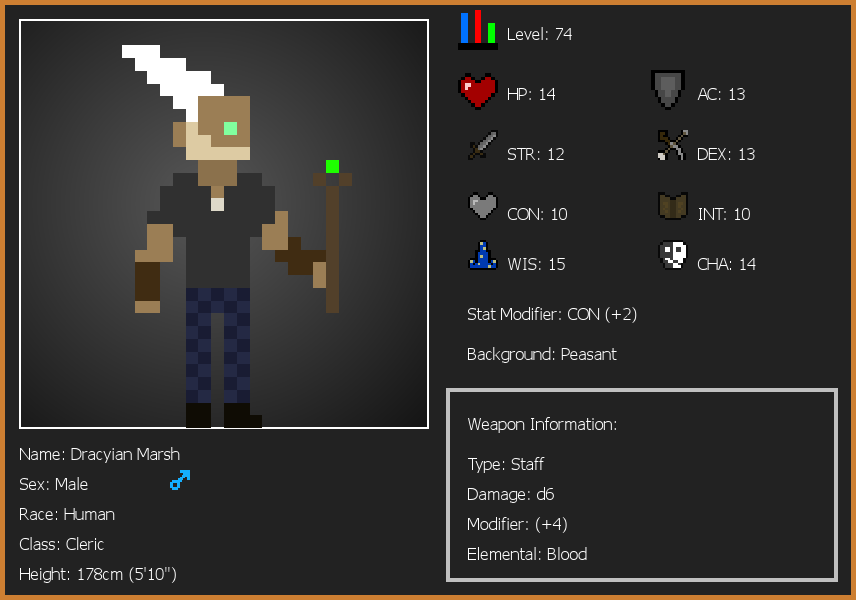 Level: 74
HP: 14
AC: 13
STR: 12
DEX: 13
CON: 10
INT: 10
WIS: 15
CHA: 14
Stat Modifier: CON (+2)
Background: Peasant
Weapon Information:
Type: Staff
Damage: d6
Modifier: (+4)
Elemental: Blood
Name: Dracyian Marsh
Sex: Male
Race: Human
Class: Cleric
Height: 178cm (5'10")